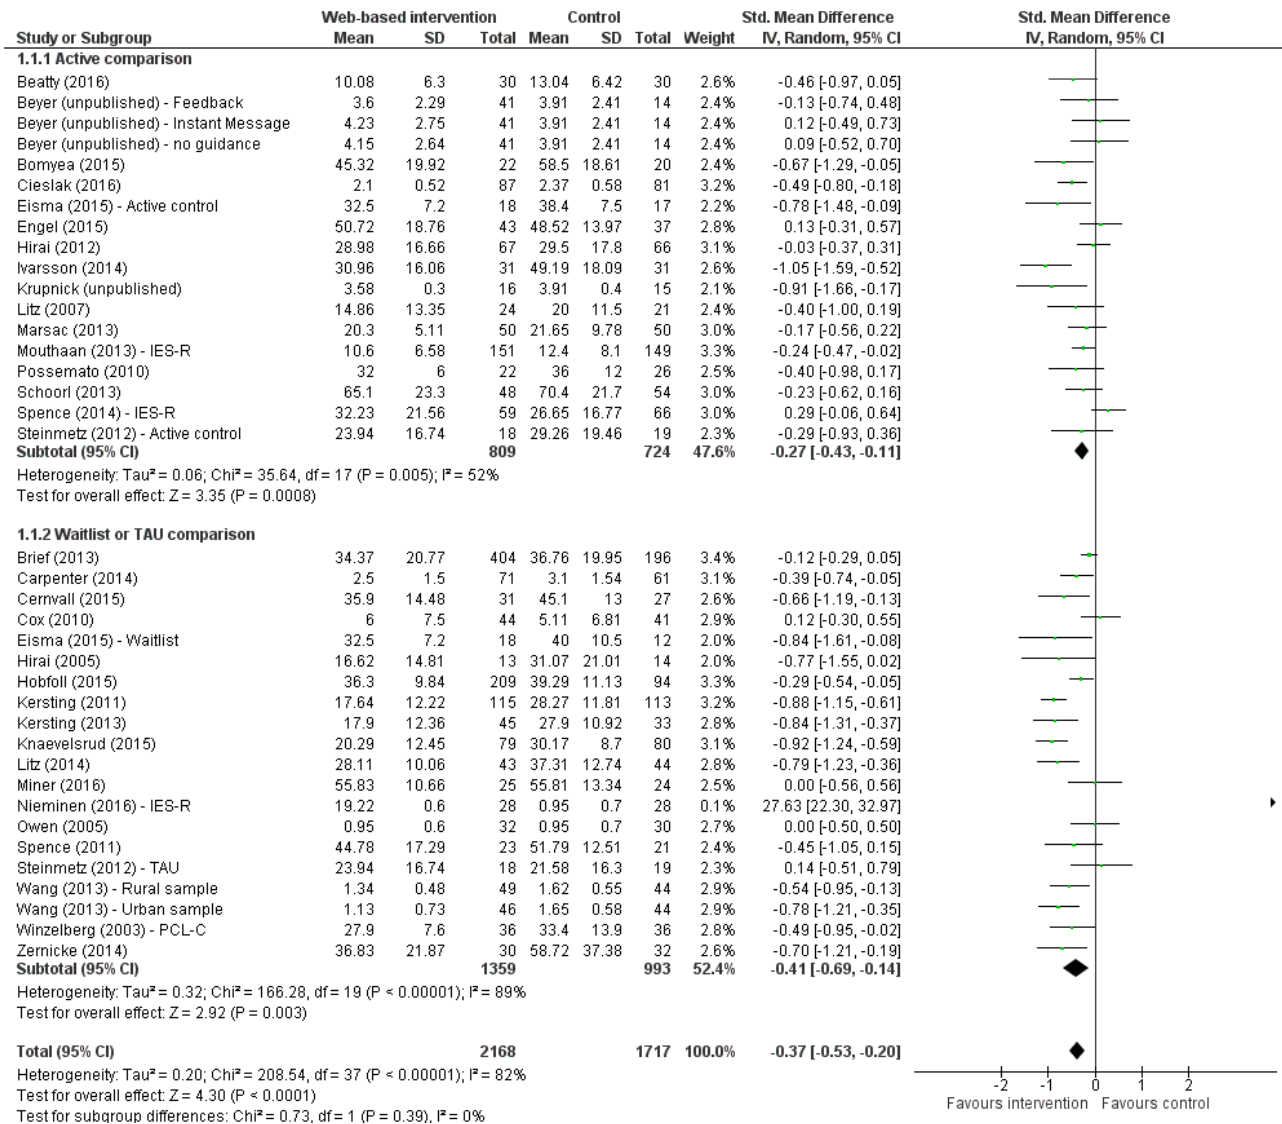 Web-based intervention Control Std. Mean Difference Std. Mean Difference
Study or Subgroup Mean SD Total Mean SD Total Weight IV, Random, 95% CI IV, Random, 95% CI
1.1.1 Active comparison
Beatty (2016) 10.08 6.3 30 13.04 6.42 30 2.6% -0.46 [-0.97, 0.05]
Beyer (unpublished) - Feedback 3.6 2.29 41 3.91 2.41 14 2.4% -0.13 [-0.74, 0.48]
Beyer (unpublished) - Instant Message 4.23 2.75 41 3.91 2.41 14 2.4% 0.12 [-0.49, 0.73]
Beyer (unpublished) - no guidance 4.15 2.64 41 3.91 2.41 14 2.4% 0.09 [-0.52, 0.70]
Bomyea (2015) 45.32 19.92 22 58.5 18.61 20 2.4% -0.67 [-1.29, -0.05]
Cieslak (2016) 2.1 0.52 87 2.37 0.58 81 3.2% -0.49 [-0.80, -0.18]
Eisma (2015) - Active control 32.5 7.2 18 38.4 7.5 17 2.2% -0.78 [-1.48, -0.09]
Engel (2015) 50.72 18.76 43 48.52 13.97 37 2.8% 0.13 [-0.31, 0.57]
Hirai (2012) 28.98 16.66 67 29.5 17.8 66 3.1% -0.03 [-0.37, 0.31]
Ivarsson (2014) 30.96 16.06 31 49.19 18.09 31 2.6% -1.05 [-1.59, -0.52]
Krupnick (unpublished) 3.58 0.3 16 3.91 0.4 15 2.1% -0.91 [-1.66, -0.17]
Litz (2007) 14.86 13.35 24 20 11.5 21 2.4% -0.40 [-1.00, 0.19]
Marsac (2013) 20.3 5.11 50 21.65 9.78 50 3.0% -0.17 [-0.56, 0.22]
Mouthaan (2013) - IES-R 10.6 6.58 151 12.4 8.1 149 3.3% -0.24 [-0.47, -0.02]
Possemato (2010) 32 6 22 36 12 26 2.5% -0.40 [-0.98, 0.17]
Schoorl (2013) 65.1 23.3 48 70.4 21.7 54 3.0% -0.23 [-0.62, 0.16]
Spence (2014) - IES-R 32.23 21.56 59 26.65 16.77 66 3.0% 0.29 [-0.06, 0.64]
Steinmetz (2012) - Active control 23.94 16.74 18 29.26 19.46 19 2.3% -0.29 [-0.93, 0.36]
Subtotal (95% CI) 809 724 47.6% -0.27 [-0.43, -0.11]
Heterogeneity: Tau² = 0.06; Chi² = 35.64, df = 17 (P = 0.005); I² = 52%
Test for overall effect: Z = 3.35 (P = 0.0008)
1.1.2 Waitlist or TAU comparison
Brief (2013) 34.37 20.77 404 36.76 19.95 196 3.4% -0.12 [-0.29, 0.05]
Carpenter (2014) 2.5 1.5 71 3.1 1.54 61 3.1% -0.39 [-0.74, -0.05]
Cernvall (2015) 35.9 14.48 31 45.1 13 27 2.6% -0.66 [-1.19, -0.13]
Cox (2010) 6 7.5 44 5.11 6.81 41 2.9% 0.12 [-0.30, 0.55]
Eisma (2015) - Waitlist 32.5 7.2 18 40 10.5 12 2.0% -0.84 [-1.61, -0.08]
Hirai (2005) 16.62 14.81 13 31.07 21.01 14 2.0% -0.77 [-1.55, 0.02]
Hobfoll (2015) 36.3 9.84 209 39.29 11.13 94 3.3% -0.29 [-0.54, -0.05]
Kersting (2011) 17.64 12.22 115 28.27 11.81 113 3.2% -0.88 [-1.15, -0.61]
Kersting (2013) 17.9 12.36 45 27.9 10.92 33 2.8% -0.84 [-1.31, -0.37]
Knaevelsrud (2015) 20.29 12.45 79 30.17 8.7 80 3.1% -0.92 [-1.24, -0.59]
Litz (2014) 28.11 10.06 43 37.31 12.74 44 2.8% -0.79 [-1.23, -0.36]
Miner (2016) 55.83 10.66 25 55.81 13.34 24 2.5% 0.00 [-0.56, 0.56]
Nieminen (2016) - IES-R 19.22 0.6 28 0.95 0.7 28 0.1% 27.63 [22.30, 32.97]
Owen (2005) 0.95 0.6 32 0.95 0.7 30 2.7% 0.00 [-0.50, 0.50]
Spence (2011) 44.78 17.29 23 51.79 12.51 21 2.4% -0.45 [-1.05, 0.15]
Steinmetz (2012) - TAU 23.94 16.74 18 21.58 16.3 19 2.3% 0.14 [-0.51, 0.79]
Wang (2013) - Rural sample 1.34 0.48 49 1.62 0.55 44 2.9% -0.54 [-0.95, -0.13]
Wang (2013) - Urban sample 1.13 0.73 46 1.65 0.58 44 2.9% -0.78 [-1.21, -0.35]
Winzelberg (2003) - PCL-C 27.9 7.6 36 33.4 13.9 36 2.8% -0.49 [-0.95, -0.02]
Zernicke (2014) 36.83 21.87 30 58.72 37.38 32 2.6% -0.70 [-1.21, -0.19]
Subtotal (95% CI) 1359 993 52.4% -0.41 [-0.69, -0.14]
Heterogeneity: Tau² = 0.32; Chi² = 166.28, df = 19 (P < 0.00001); I² = 89%
Test for overall effect: Z = 2.92 (P = 0.003)
Total (95% CI) 2168 1717 100.0% -0.37 [-0.53, -0.20]
Heterogeneity: Tau² = 0.20; Chi² = 208.54, df = 37 (P < 0.00001); I² = 82%
Test for overall effect: Z = 4.30 (P < 0.0001)
Test for subgroup differences: Chi² = 0.73, df = 1 (P = 0.39), I² = 0%
-2 -1 0 1 2
Favours intervention Favours control